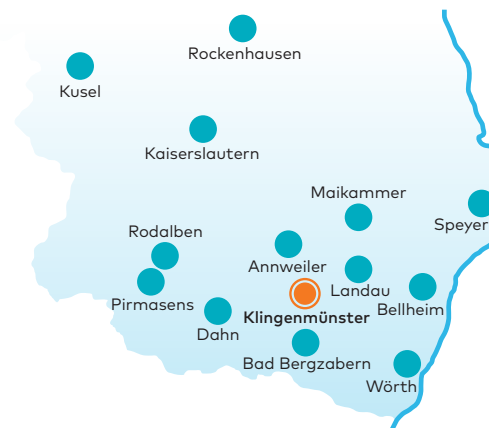 Rockenhausen
Kusel
Kaiserslautern
Maikammer
Speyer
Rodalben
Annweiler
Landau
Pirmasens
Bellheim
Klingenmünster
Dahn
Bad Bergzabern
Wörth